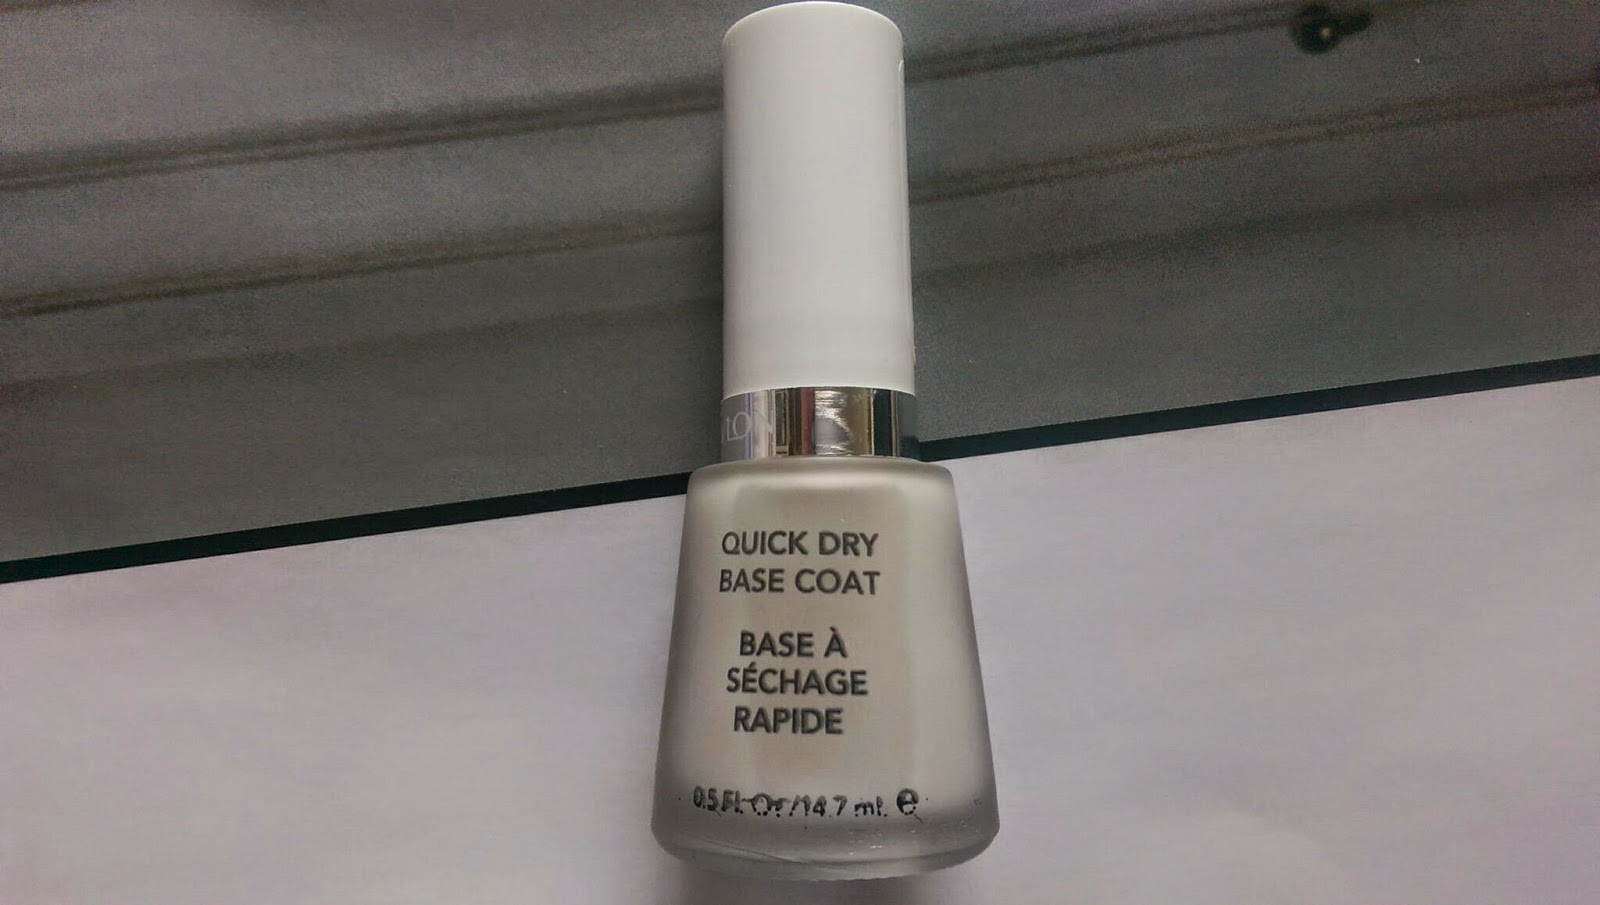 QUICK DRY
BASE COAT
BASE À
SÉCHAGE
RAPIDE
0.5 Fl. Oz/14.7 ml. e